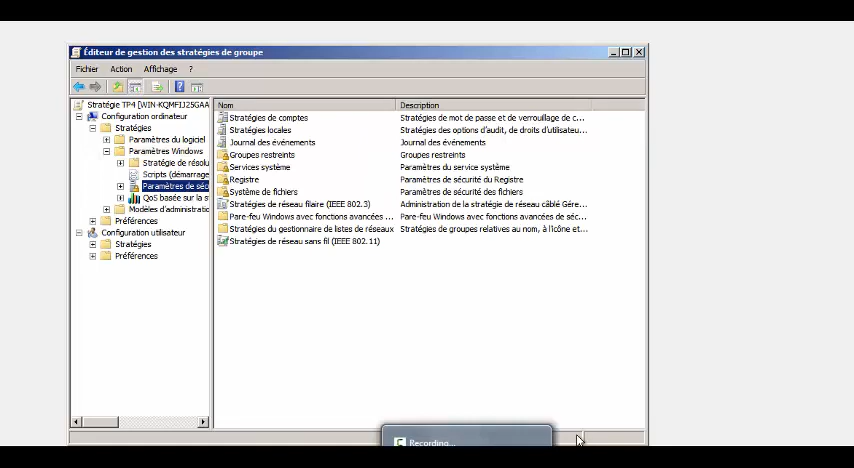 Éditeur de gestion des stratégies de groupe
Fichier Action Affichage ?
Stratégie TP4 [WIN-KQMFIJ25GAA
Configuration ordinateur
Stratégies
Paramètres du logiciel
Paramètres Windows
Stratégie de résolu
Scripts (démarrage
Paramètres de séc
QoS basée sur la s
Modèles d'administratio
Préférences
Configuration utilisateur
Stratégies
Préférences
Nom Description
Stratégies de comptes Stratégies de mot de passe et de verrouillage de c...
Stratégies locales Stratégies des options d'audit, de droits d'utilisateu...
Journal des événements Journal des événements
Groupes restreints Groupes restreints
Services système Paramètres du service système
Registre Paramètres de sécurité du Registre
Système de fichiers Paramètres de sécurité des fichiers
Stratégies de réseau filaire (IEEE 802.3) Administration de la stratégie de réseau câblé Gére...
Pare-feu Windows avec fonctions avancées ... Pare-feu Windows avec fonctions avancées de séc...
Stratégies du gestionnaire de listes de réseaux Stratégies de groupes relatives au nom, à l'icône et...
Stratégies de réseau sans fil (IEEE 802.11)
Recording...